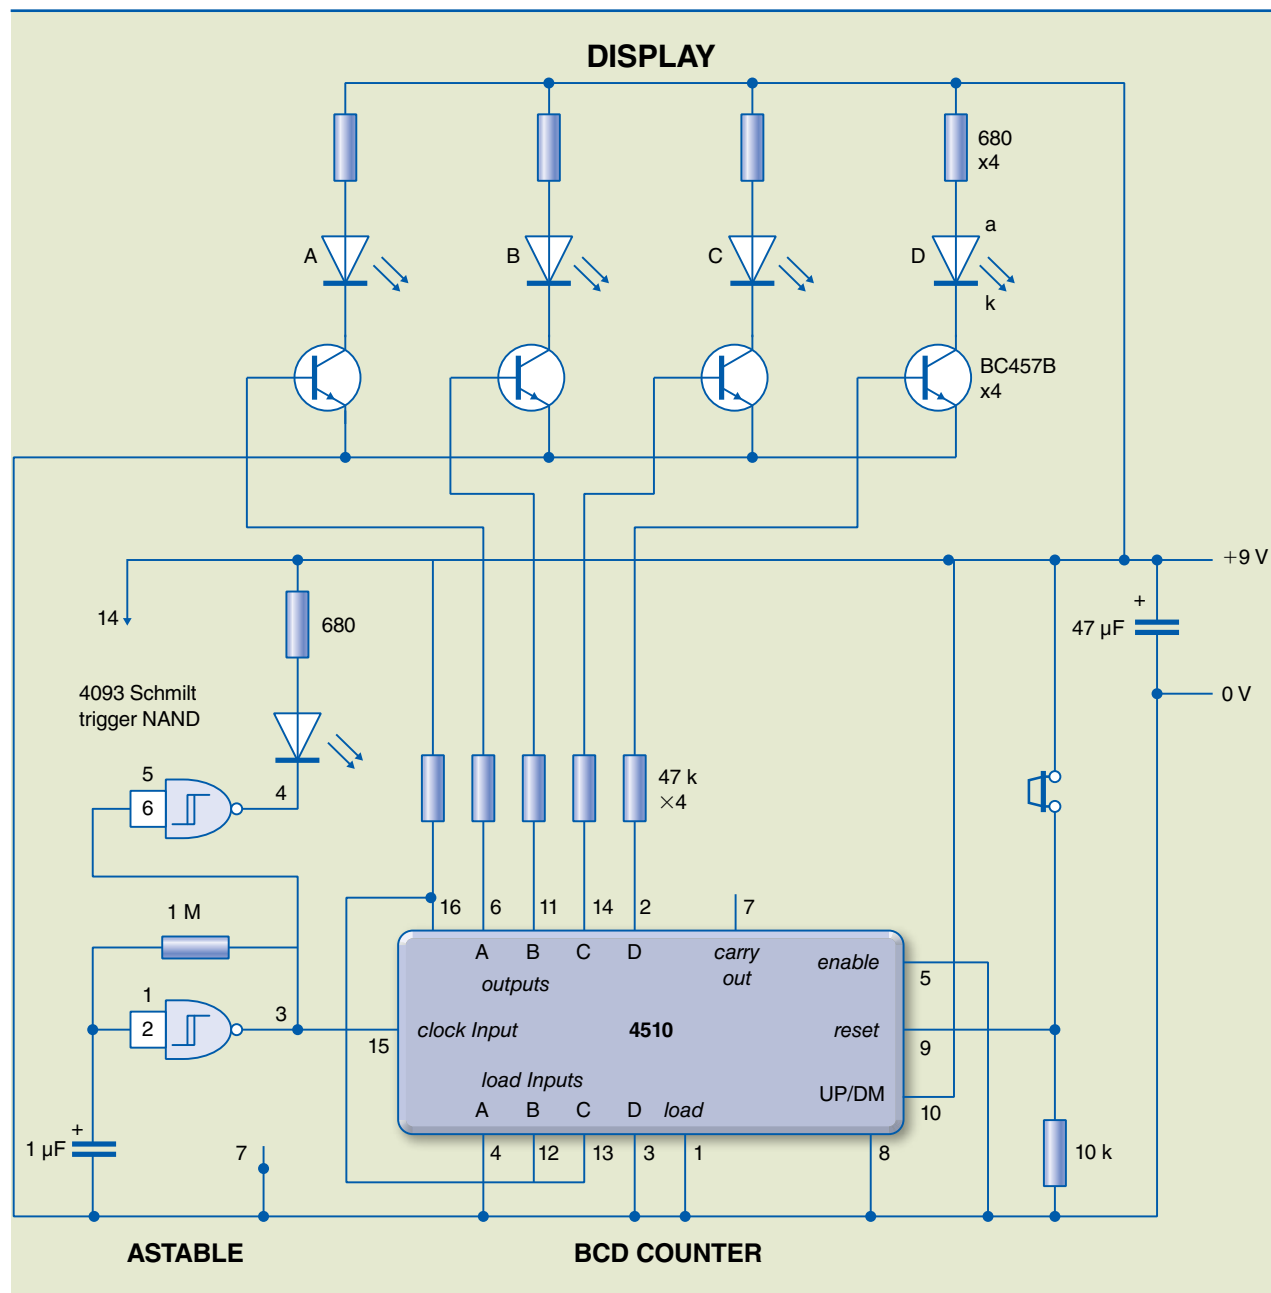 DISPLAY
680
x4
a
A
B
C
D
k
BC457B
x4
+9 V
+
47 µF
0 V
14
680
4093 Schmilt
trigger NAND
5
6
4
47 k
×4
1 M
16
6
11
14
2
7
A
B
C
D
carry
out
enable
outputs
5
1
2
3
15
clock Input
4510
reset
9
load Inputs
UP/DM
A
B
C
D
load
10
+
1 µF
7
4
12
13
3
1
8
10 k
ASTABLE
BCD COUNTER